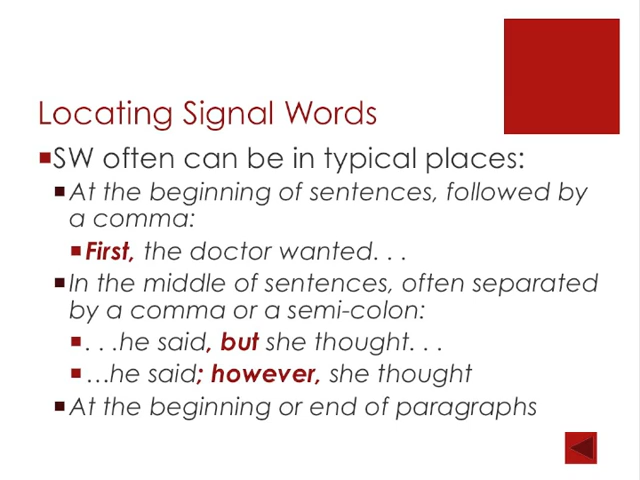 Locating Signal Words
SW often can be in typical places:
At the beginning of sentences, followed by
a comma:
First, the doctor wanted. . .
In the middle of sentences, often separated
by a comma or a semi-colon:
. . .he said, but she thought. . .
…he said; however, she thought
At the beginning or end of paragraphs